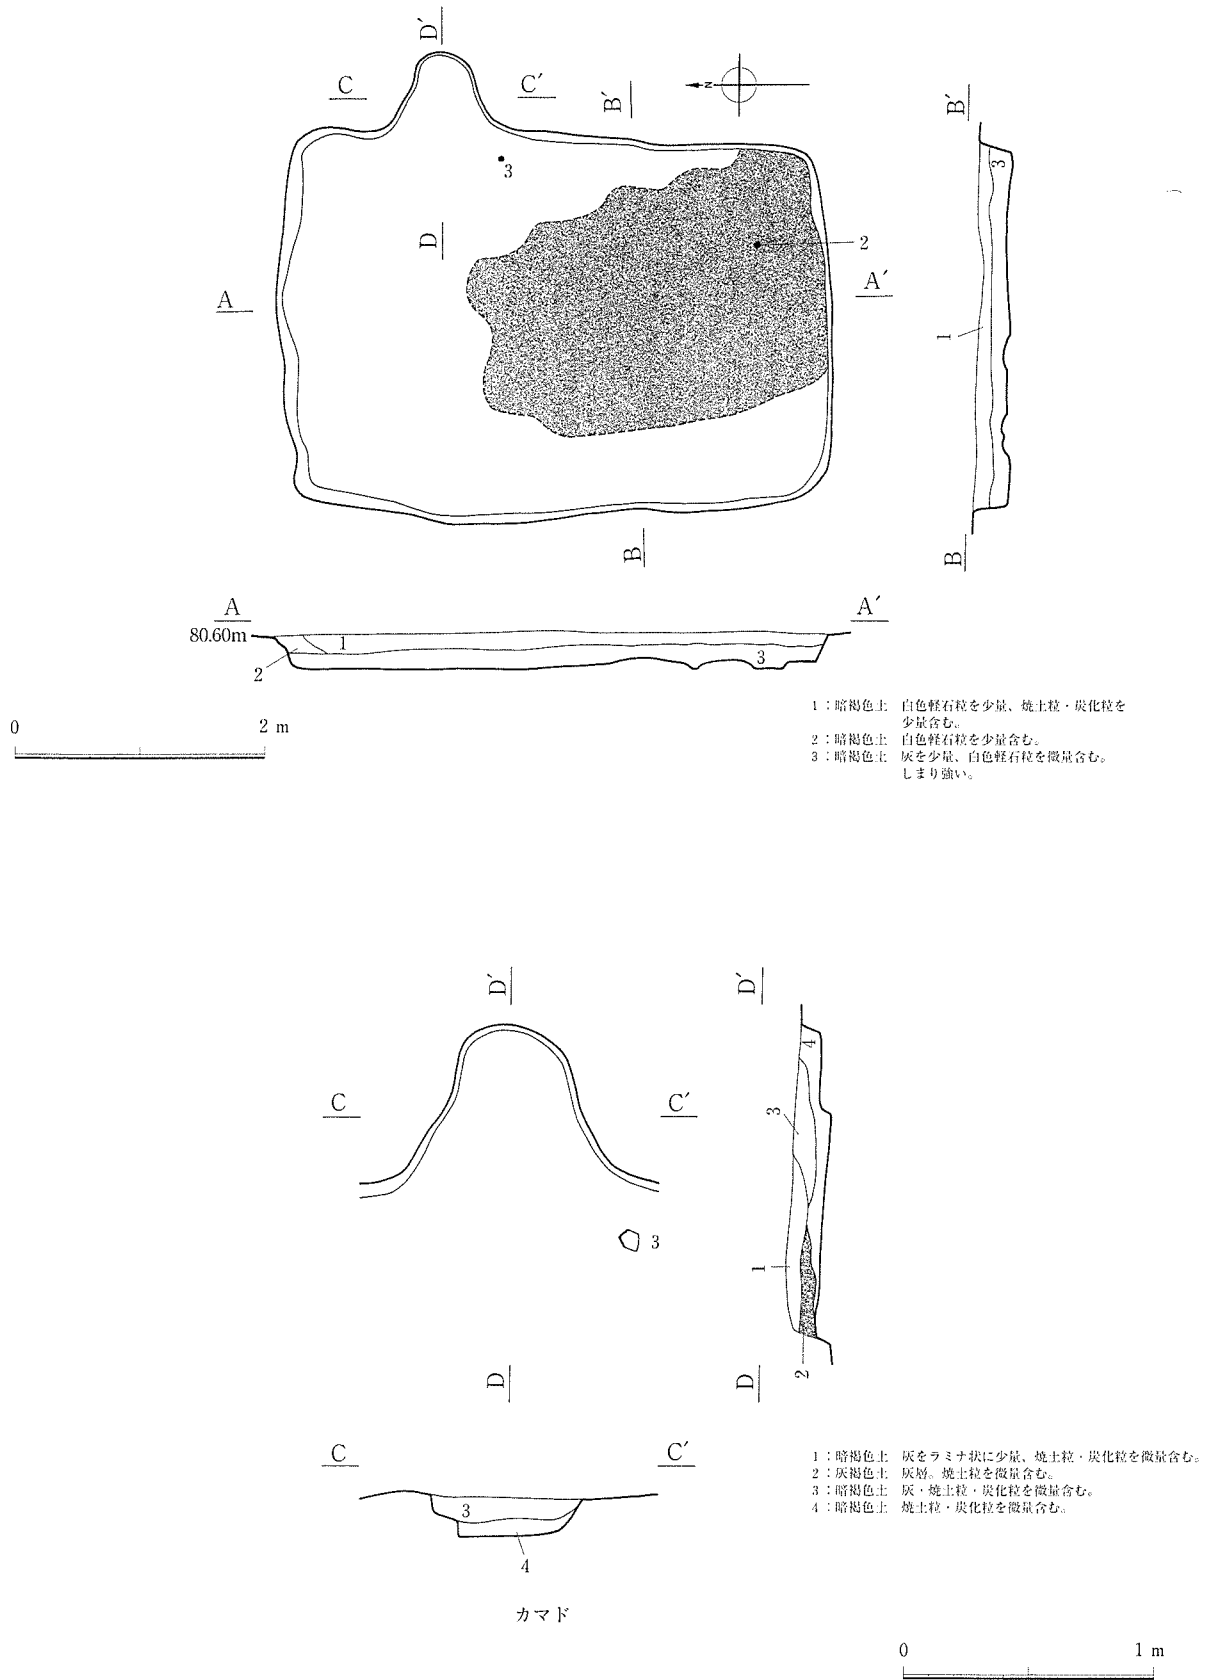 D′
C
C′
B′
N
B′
3
3
D
2
A′
A
1
B
B
A
A′
80.60m
1
2
3
0
2 m
1：暗褐色土 白色軽石粒を少量、焼土粒・炭化粒を
少量含む。
2：暗褐色土 白色軽石粒を少量含む。
3：暗褐色土 灰を少量、白色軽石粒を微量含む。
しまり強い。
D′
D′
4
C
C′
3
3
1
D
D
2
C
C′
3
4
1：暗褐色土 灰をラミナ状に少量、焼土粒・炭化粒を微量含む。
2：灰褐色土 灰層。焼土粒を微量含む。
3：暗褐色土 灰・焼土粒・炭化粒を微量含む。
4：暗褐色土 焼土粒・炭化粒を微量含む。
カマド
0
1 m